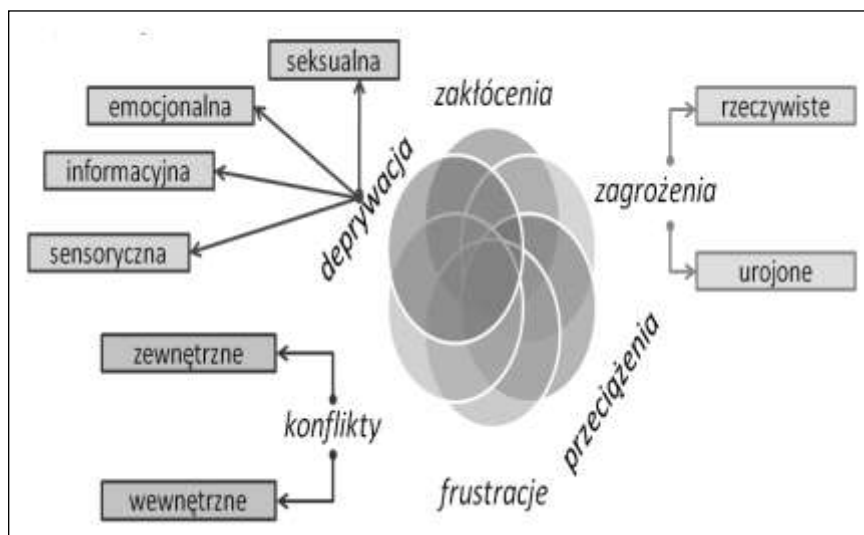 seksualna
emocjonalna
informacyjna
sensoryczna
deprywacja
zakłócenia
zagrożenia
rzeczywiste
urojone
przeciążenia
frustracje
konflikty
zewnętrzne
wewnętrzne